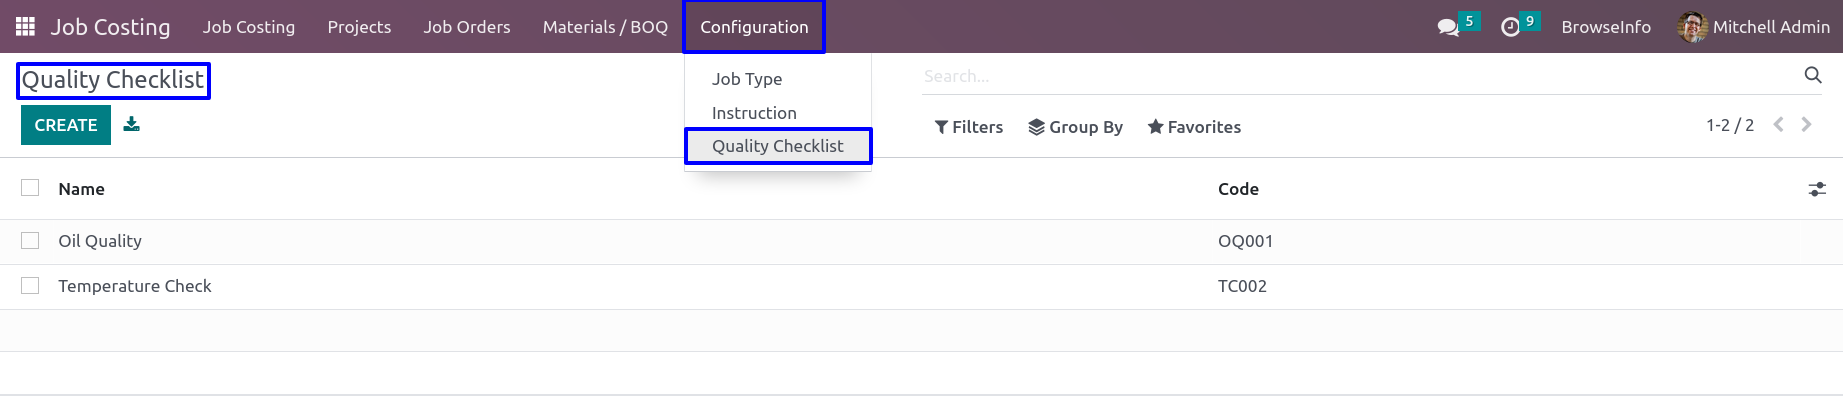 Job Costing Job Costing Projects Job Orders Materials / BOQ Configuration 5 9 BrowseInfo Mitchell Admin
Quality Checklist
Job Type
Search...
CREATE
Instruction
Filters Group By Favorites 1-2 / 2
Quality Checklist
Name Code
Oil Quality OQ001
Temperature Check TC002